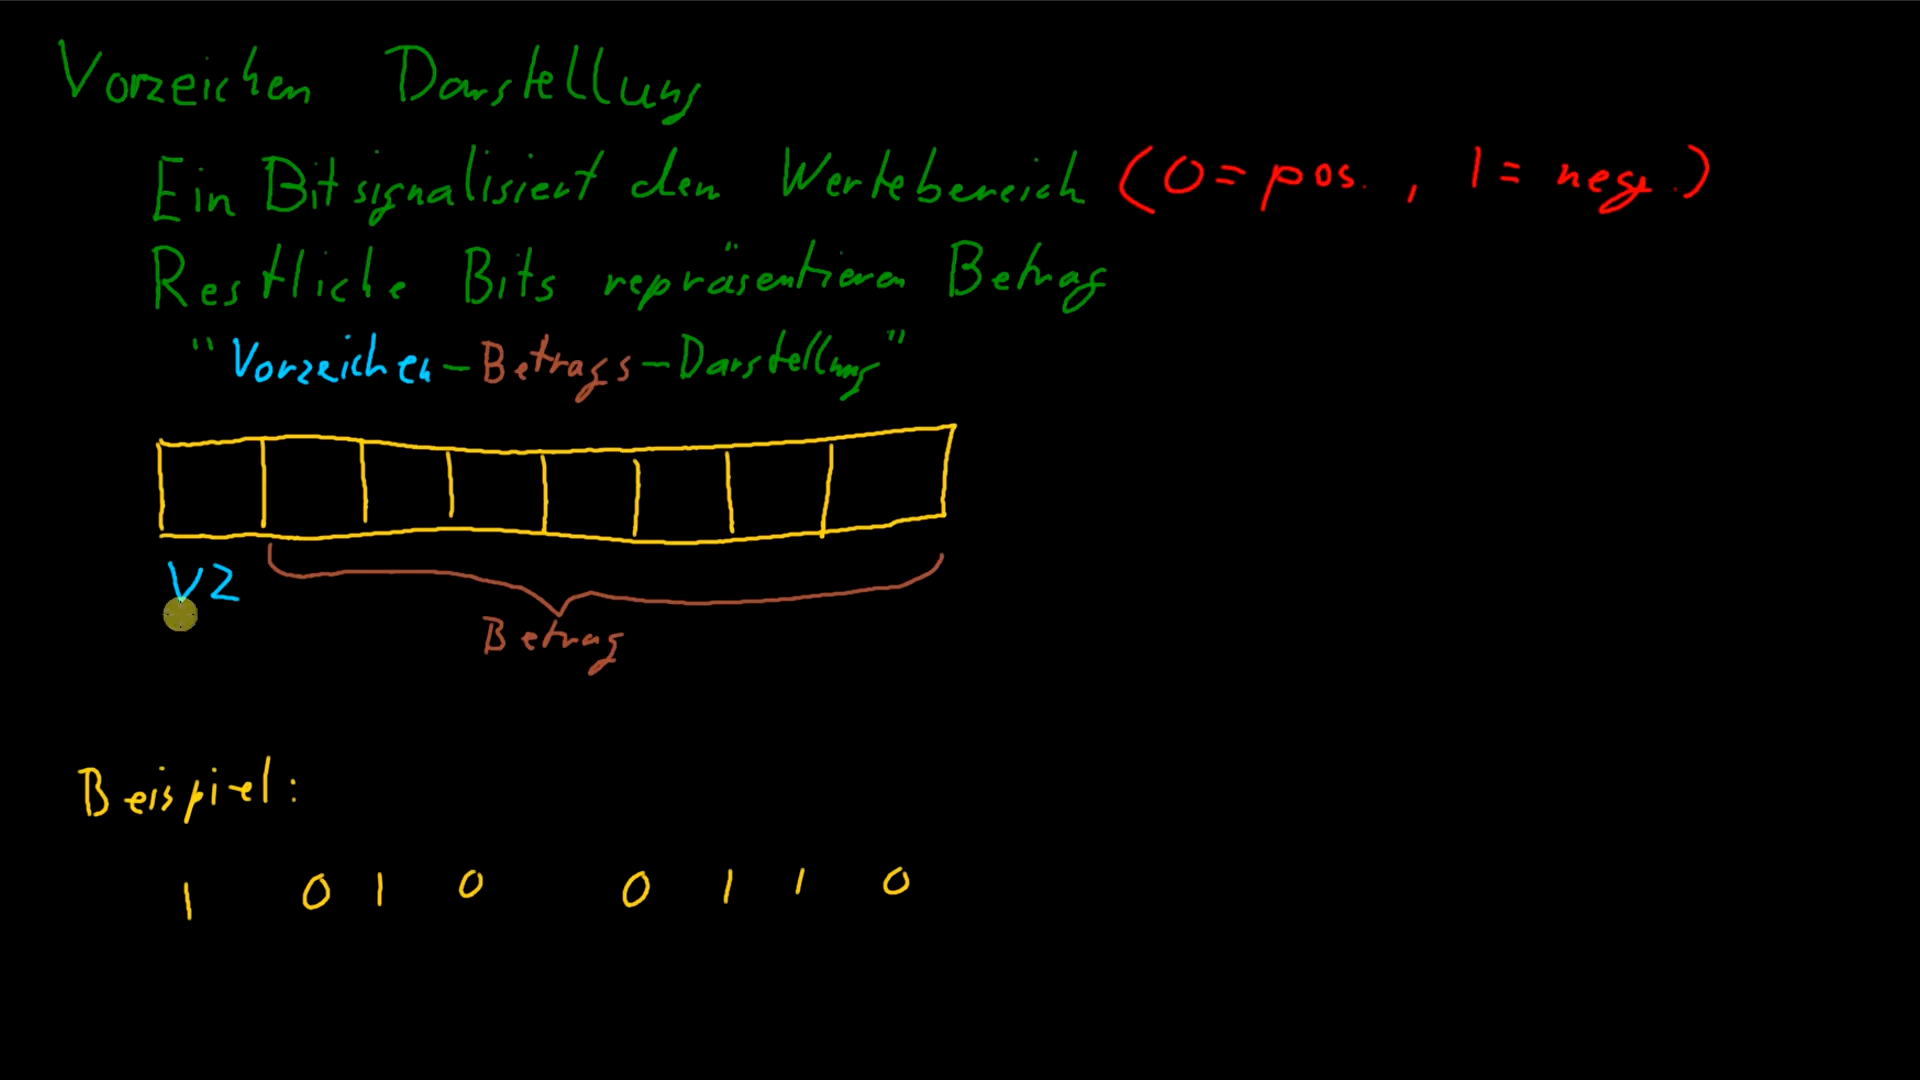 Vorzeichen Darstellung
Ein Bit signalisiert den Wertebereich (0 = pos. , 1 = neg.)
Restliche Bits repräsentieren Betrag
"Vorzeichen-Betrags-Darstellung"
VZ
Betrag
Beispiel:
1 0 1 0 0 1 1 0